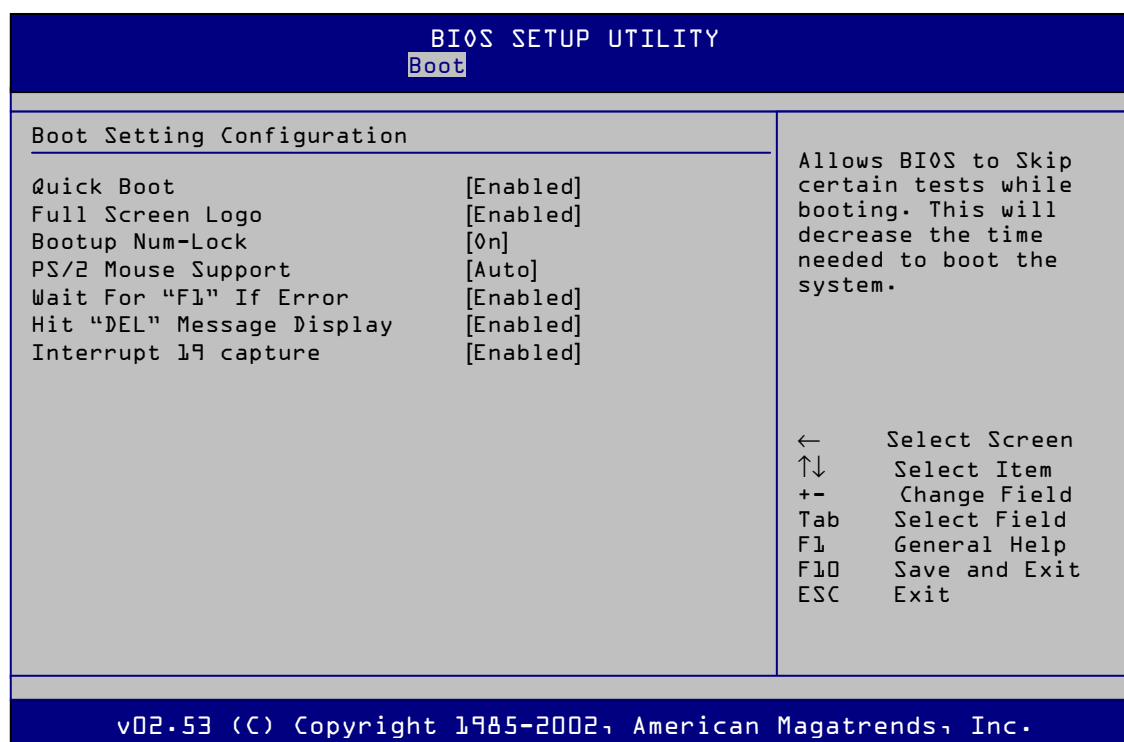 BIOS SETUP UTILITY
Boot
Boot Setting Configuration
Quick Boot [Enabled]
Full Screen Logo [Enabled]
Bootup Num-Lock [On]
PS/2 Mouse Support [Auto]
Wait For “F1” If Error [Enabled]
Hit “DEL” Message Display [Enabled]
Interrupt 19 capture [Enabled]
Allows BIOS to Skip
certain tests while
booting. This will
decrease the time
needed to boot the
system.
← Select Screen
↑↓ Select Item
+- Change Field
Tab Select Field
F1 General Help
F10 Save and Exit
ESC Exit
v02.53 (C) Copyright 1985-2002, American Magatrends, Inc.